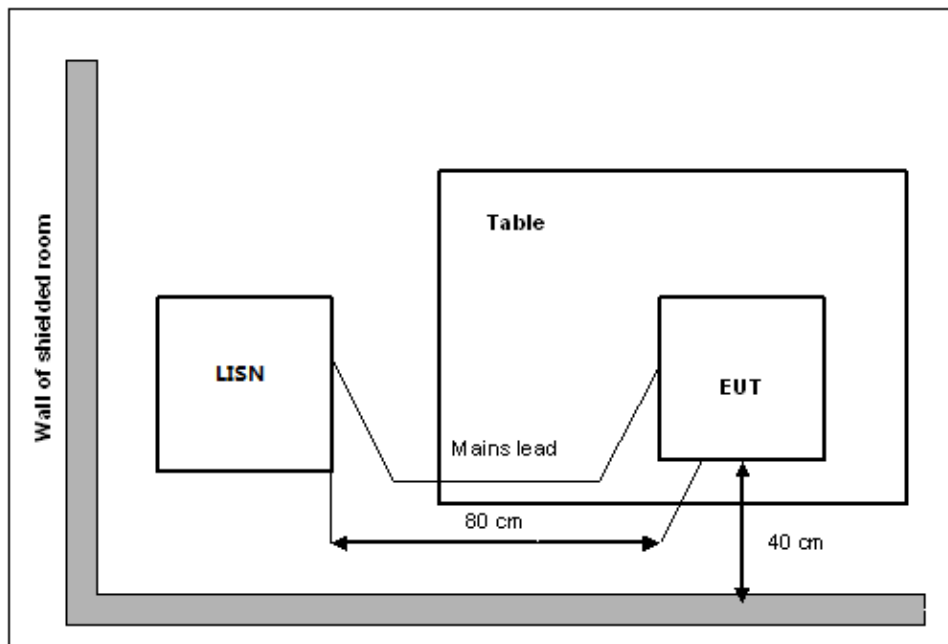 Wall of shielded room
Table
LISN
EUT
Mains lead
80 cm
40 cm